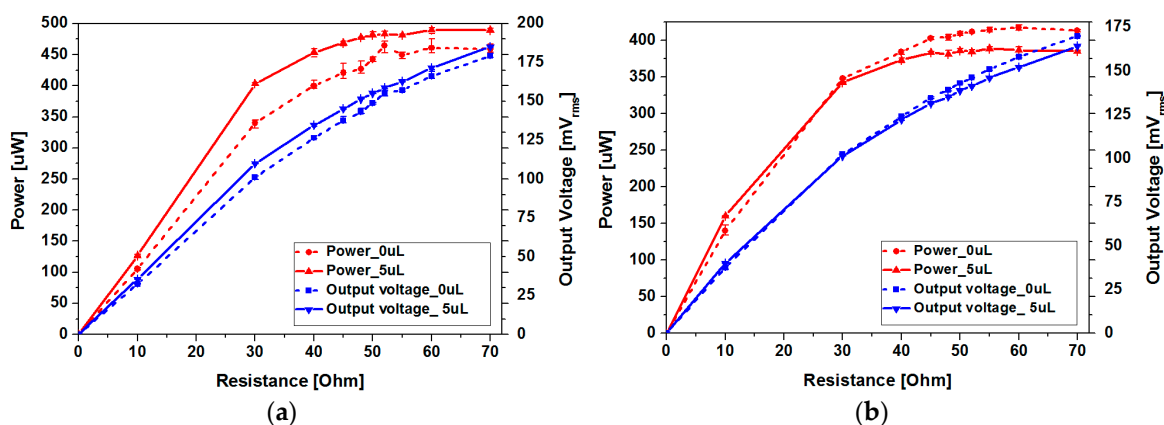 (a)
Power [uW]
500
450
400
350
300
250
200
150
100
50
0
200
175
150
125
100
75
50
25
0
Output Voltage [mVrms]
Power_0uL
Power_5uL
Output voltage_0uL
Output voltage_ 5uL
0 10 20 30 40 50 60 70
Resistance [Ohm]
(a)
(b)
Power [uW]
400
350
300
250
200
150
100
50
0
175
150
125
100
75
50
25
0
Output Voltage [mVrms]
Power_0uL
Power_5uL
Output voltage_0uL
Output voltage_ 5uL
0 10 20 30 40 50 60 70
Resistance [Ohm]
(b)